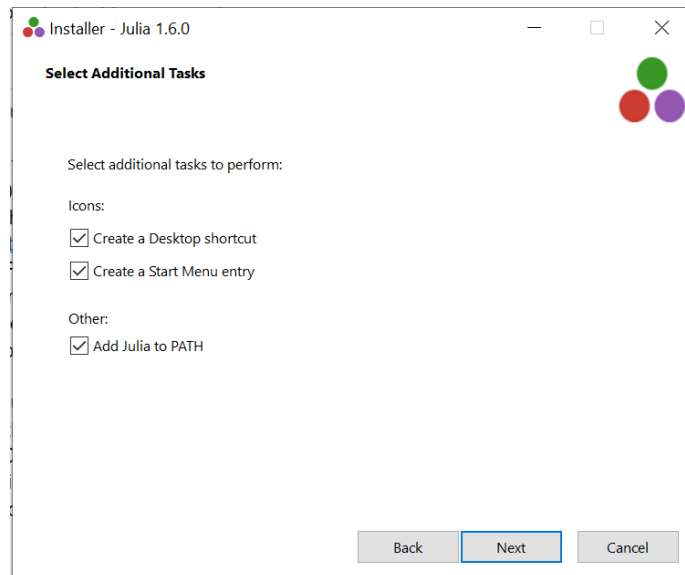 Installer - Julia 1.6.0
Select Additional Tasks
Select additional tasks to perform:
Icons:
Create a Desktop shortcut
Create a Start Menu entry
Other:
Add Julia to PATH
Back Next Cancel